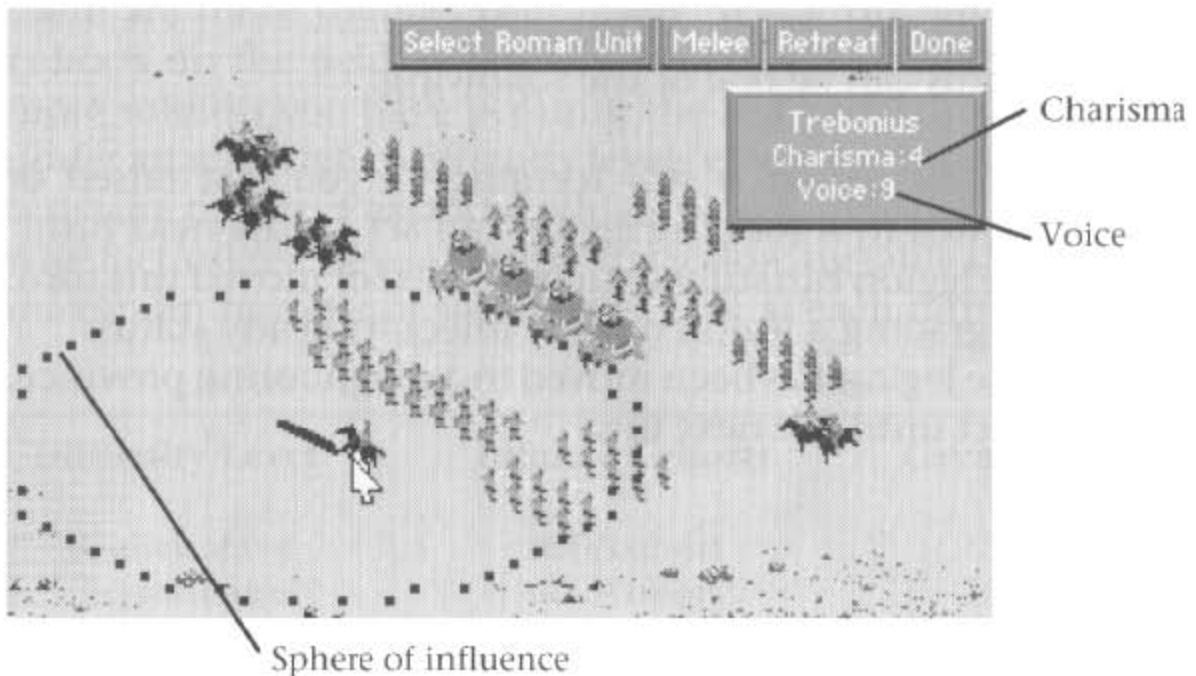 Select Roman Unit Melee Retreat Done
Trebonius
Charisma:4
Voice:9
Charisma
Voice
Sphere of influence